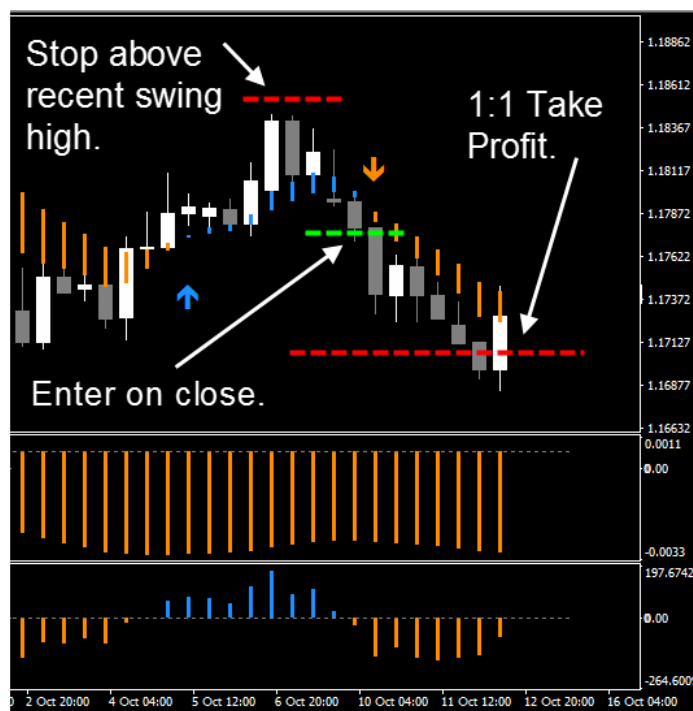 Stop above
recent swing
high.
1:1 Take
Profit.
Enter on close.
1.18862
1.18612
1.18367
1.18117
1.17872
1.17622
1.17372
1.17127
1.16877
1.16632
0.0011
0.00
-0.0033
197.6742
0.00
-264.6009
0 2 Oct 20:00 4 Oct 04:00 5 Oct 12:00 6 Oct 20:00 10 Oct 04:00 11 Oct 12:00 12 Oct 20:00 16 Oct 04:00